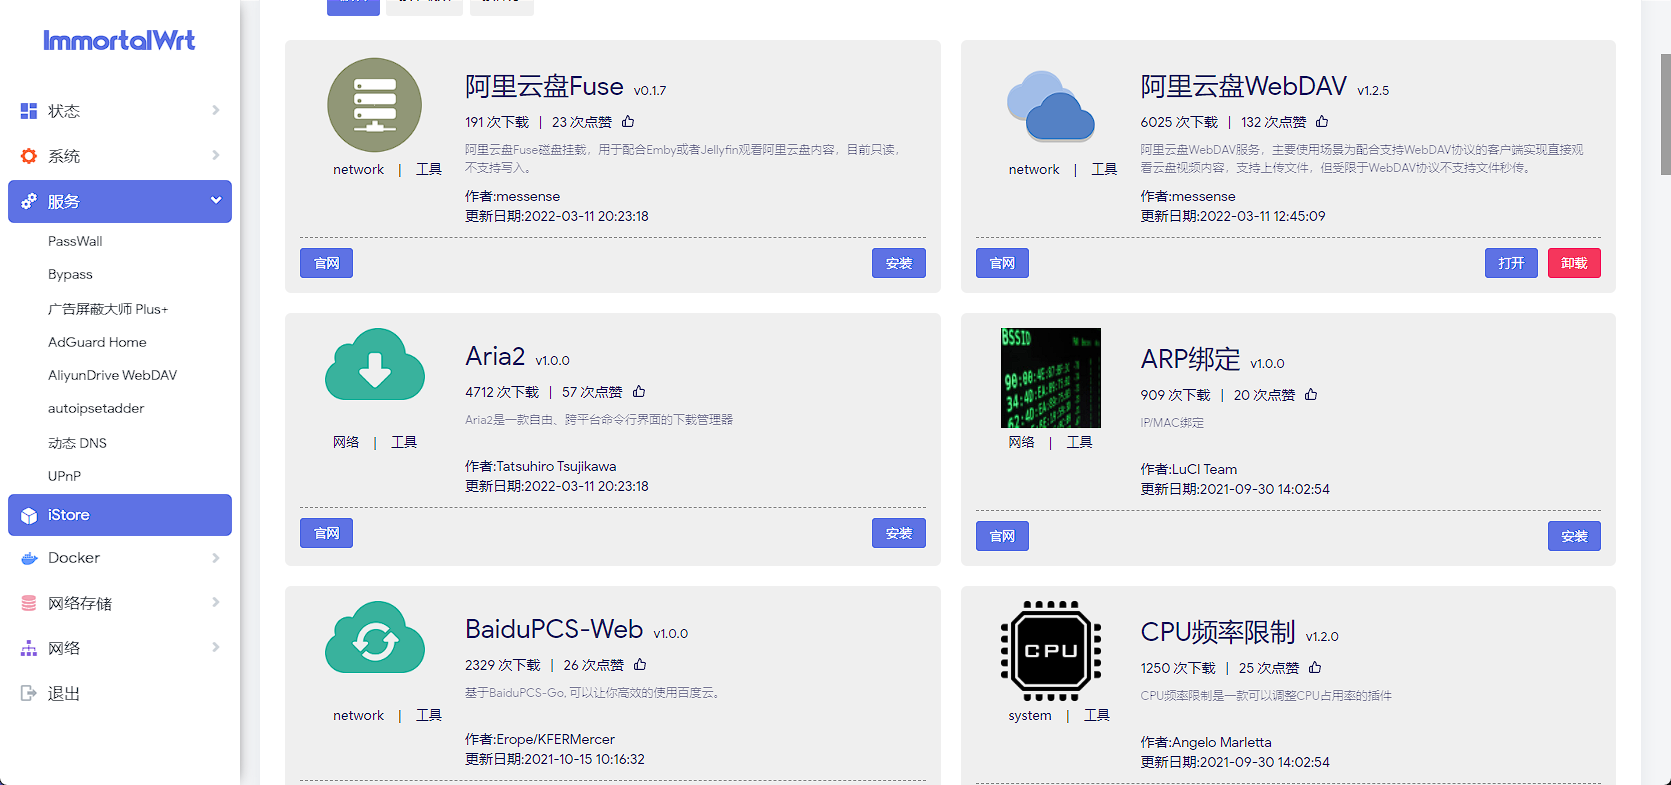 ImmortalWrt
状态
系统
服务
PassWall
Bypass
广告屏蔽大师 Plus+
AdGuard Home
AliyunDrive WebDAV
autoipsetadder
动态 DNS
UPnP
iStore
Docker
网络存储
网络
退出
阿里云盘Fuse v0.1.7
191 次下载 | 23 次点赞
阿里云盘Fuse磁盘挂载，用于配合Emby或者Jellyfin观看阿里云盘内容，目前只读，
不支持写入。
network | 工具
作者:messense
更新日期:2022-03-11 20:23:18
官网
安装
阿里云盘WebDAV v1.2.5
6025 次下载 | 132 次点赞
阿里云盘WebDAV服务，主要使用场景为配合支持WebDAV协议的客户端实现直接观
看云盘视频内容，支持上传文件，但受限于WebDAV协议不支持文件秒传。
network | 工具
作者:messense
更新日期:2022-03-11 12:45:09
官网
打开
卸载
Aria2 v1.0.0
4712 次下载 | 57 次点赞
Aria2是一款自由、跨平台命令行界面的下载管理器
网络 | 工具
作者:Tatsuhiro Tsujikawa
更新日期:2022-03-11 20:23:18
官网
安装
BSSID
ARP绑定 v1.0.0
909 次下载 | 20 次点赞
IP/MAC绑定
网络 | 工具
作者:LuCI Team
更新日期:2021-09-30 14:02:54
官网
安装
BaiduPCS-Web v1.0.0
2329 次下载 | 26 次点赞
基于BaiduPCS-Go, 可以让你高效的使用百度云。
network | 工具
作者:Erope/KFERMercer
更新日期:2021-10-15 10:16:32
CPU
CPU频率限制 v1.2.0
1250 次下载 | 25 次点赞
CPU频率限制是一款可以调整CPU占用率的插件
system | 工具
作者:Angelo Marletta
更新日期:2021-09-30 14:02:54